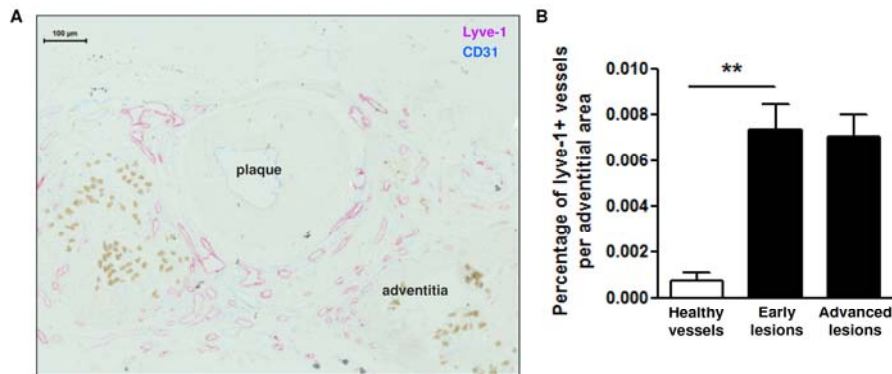 A
100 µm
Lyve-1
CD31
plaque
adventitia
B
Percentage of lyve-1+ vessels
per adventitial area
0.010
0.008
0.006
0.004
0.002
0.000
**
Healthy
vessels
Early
lesions
Advanced
lesions